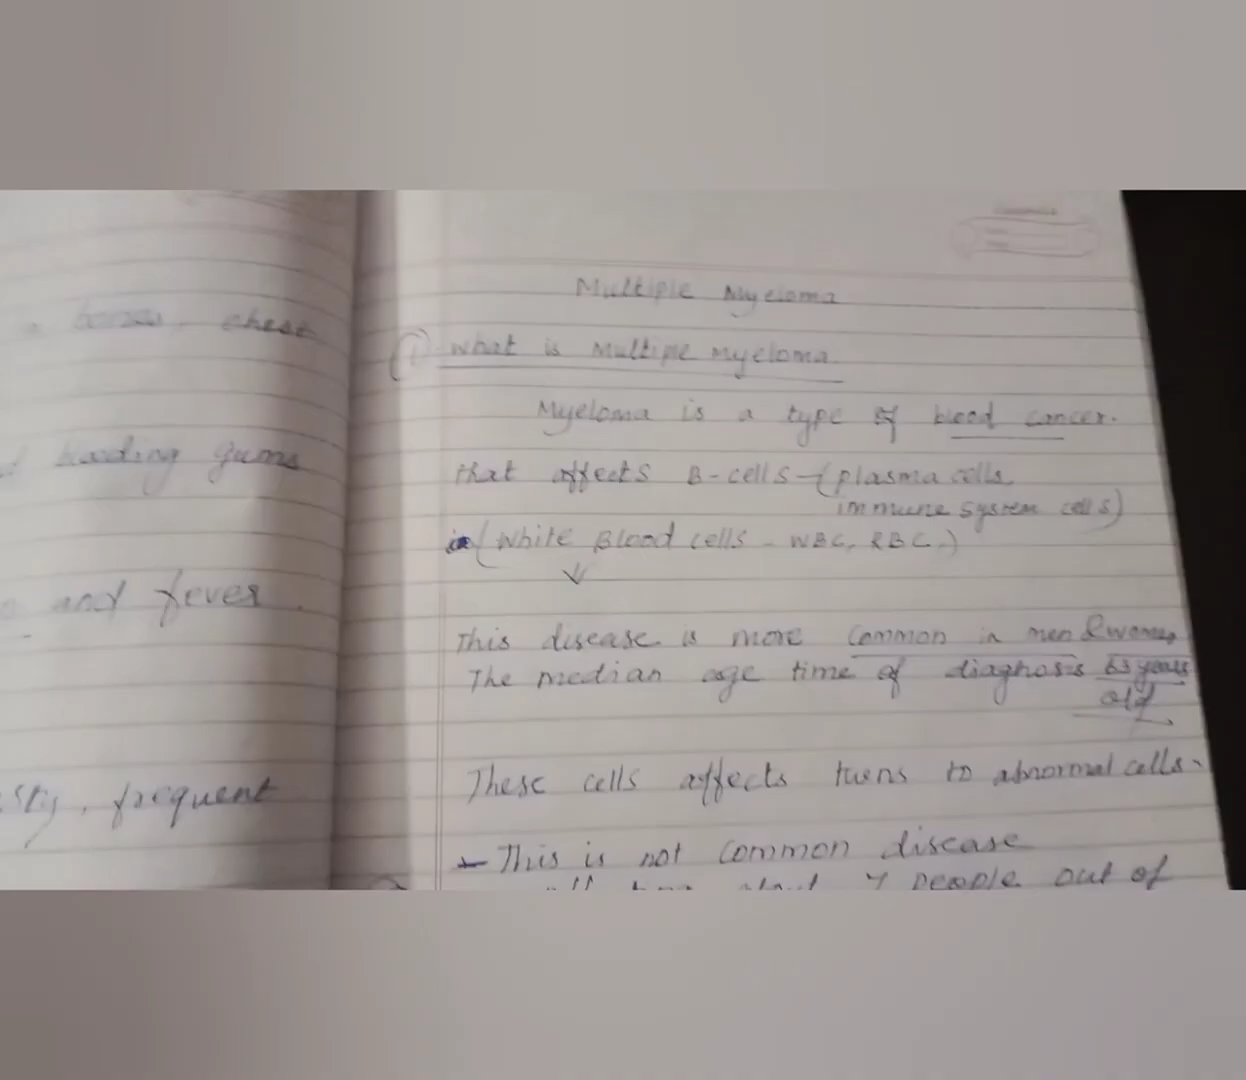 bones, chest
gums
and fever
frequent
Multiple Myeloma
① what is Multiple myeloma
Myeloma is a type of blood cancer.
that affects B-cells - (plasma cells
immune system cells)
(White Blood cells - WBC, RBC.)
↓
This disease is more common in men & women,
The median age time of diagnosis 63 years
old
These cells affects turns to abnormal cells.
- This is not common disease
people out of